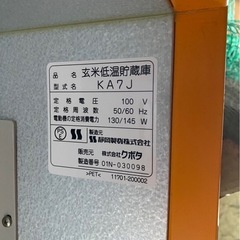 品名 玄米低温貯蔵庫
型式名 KA7J
定格電圧 100 V
定格周波数 50/60 Hz
電動機の定格消費電力 130/145 W
製造元 静岡製機株式会社
販売元 株式会社クボタ
製造番号 01N-030098
>PET< 11701-200002